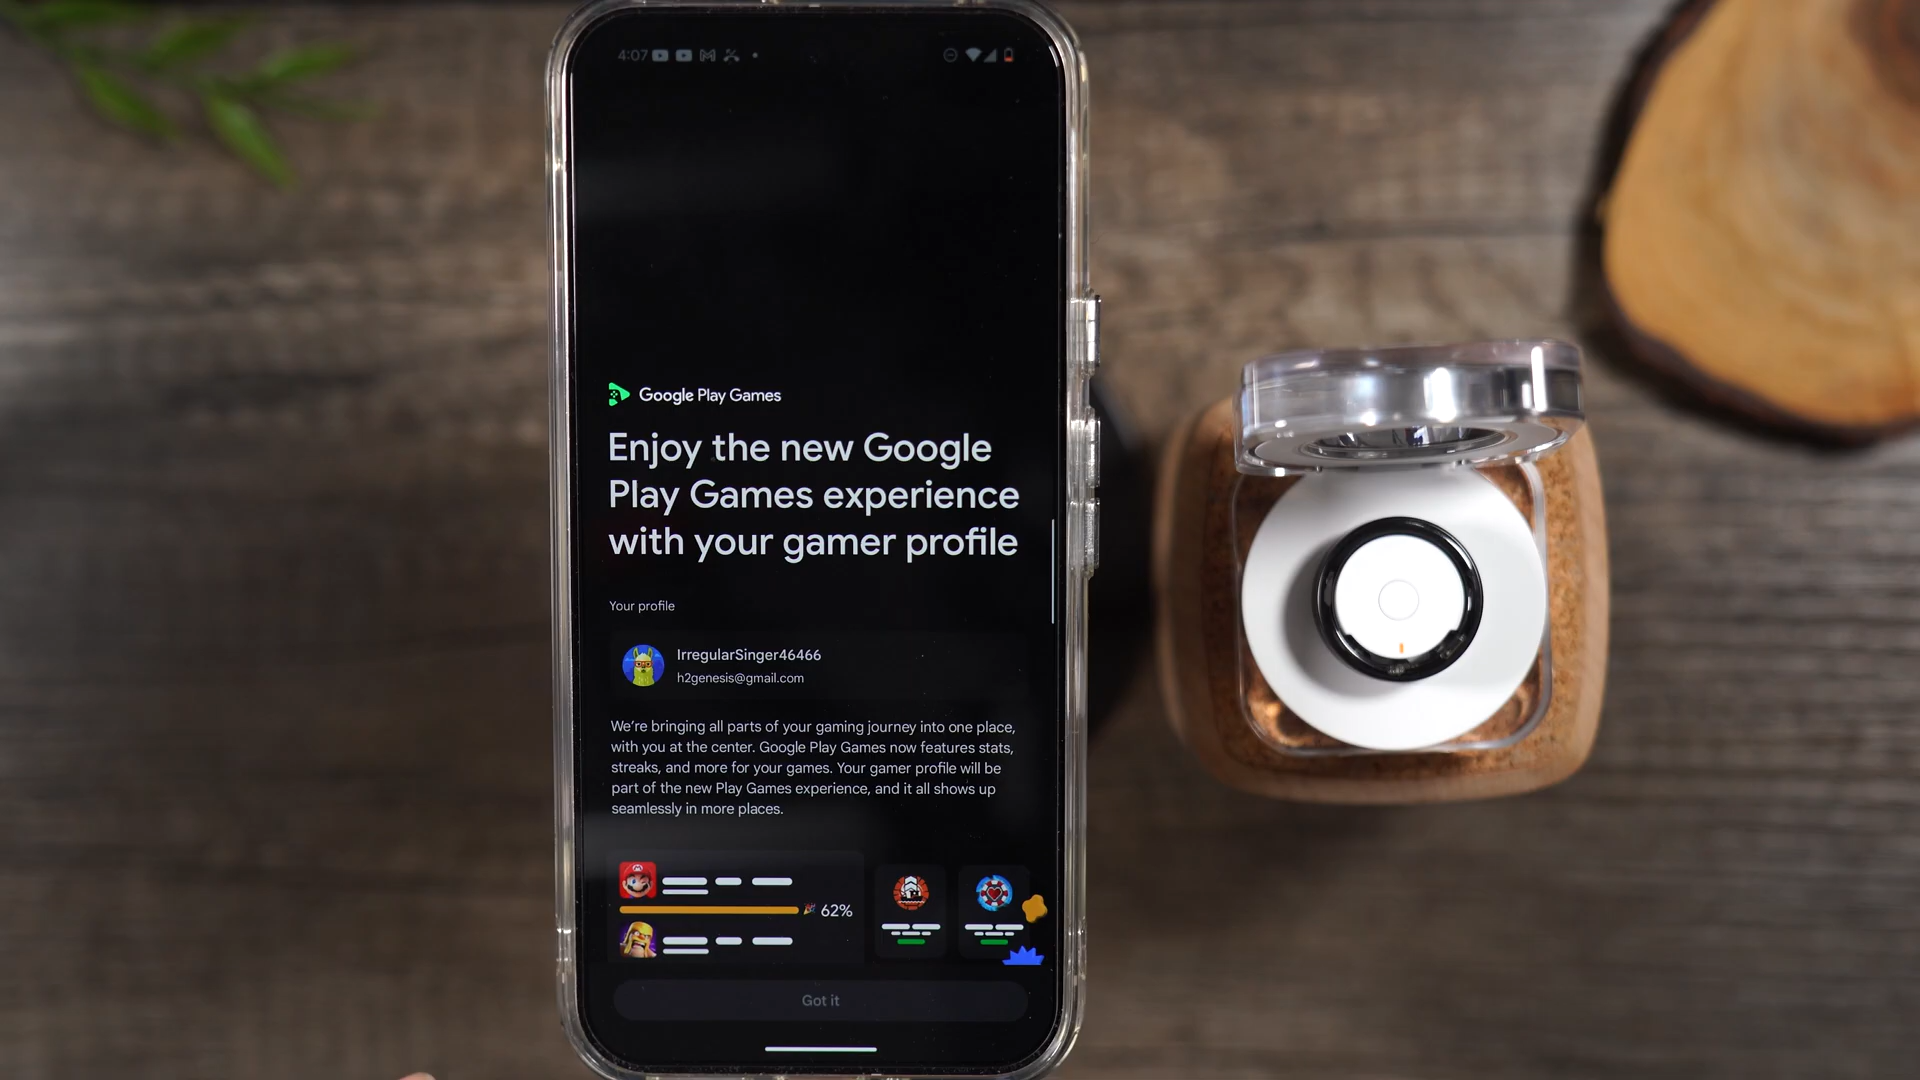 4:07
Google Play Games
Enjoy the new Google
Play Games experience
with your gamer profile
Your profile
IrregularSinger46466
h2genesis@gmail.com
We're bringing all parts of your gaming journey into one place,
with you at the center. Google Play Games now features stats,
streaks, and more for your games. Your gamer profile will be
part of the new Play Games experience, and it all shows up
seamlessly in more places.
62%
Got it